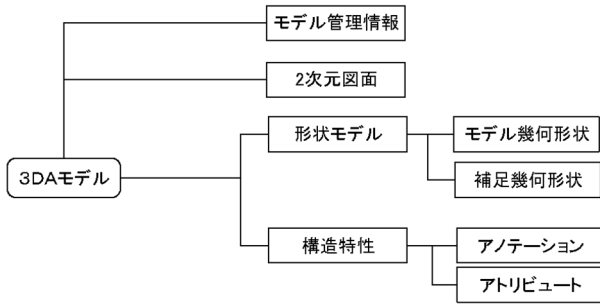 モデル管理情報
2次元図面
形状モデル
モデル幾何形状
3DAモデル
補足幾何形状
構造特性
アノテーション
アトリビュート